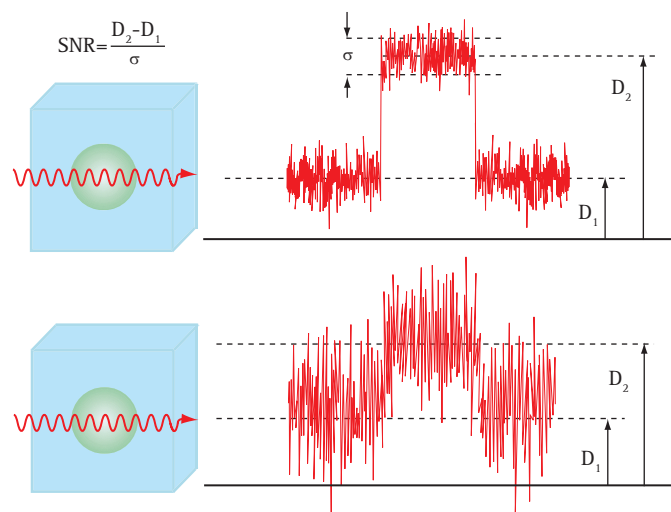 SNR= D₂-D₁
σ
σ
D₂
D₁
D₂
D₁